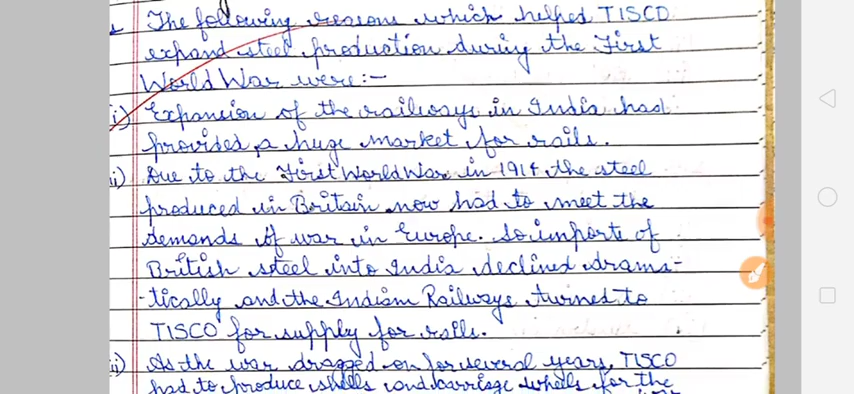 The following reasons which helped TISCO
expand steel production during the First
World War were:-
i) Expansion of the railways in India had
provided a huge market for rails.
ii) Due to the First World War in 1914, the steel
produced in Britain now had to meet the
demands of war in Europe. So imports of
British steel into India declined drama-
-tically and the Indian Railways turned to
TISCO for supply for rails.
ii) As the war dragged on for several years, TISCO
had to produce shells and carriage wheels for the